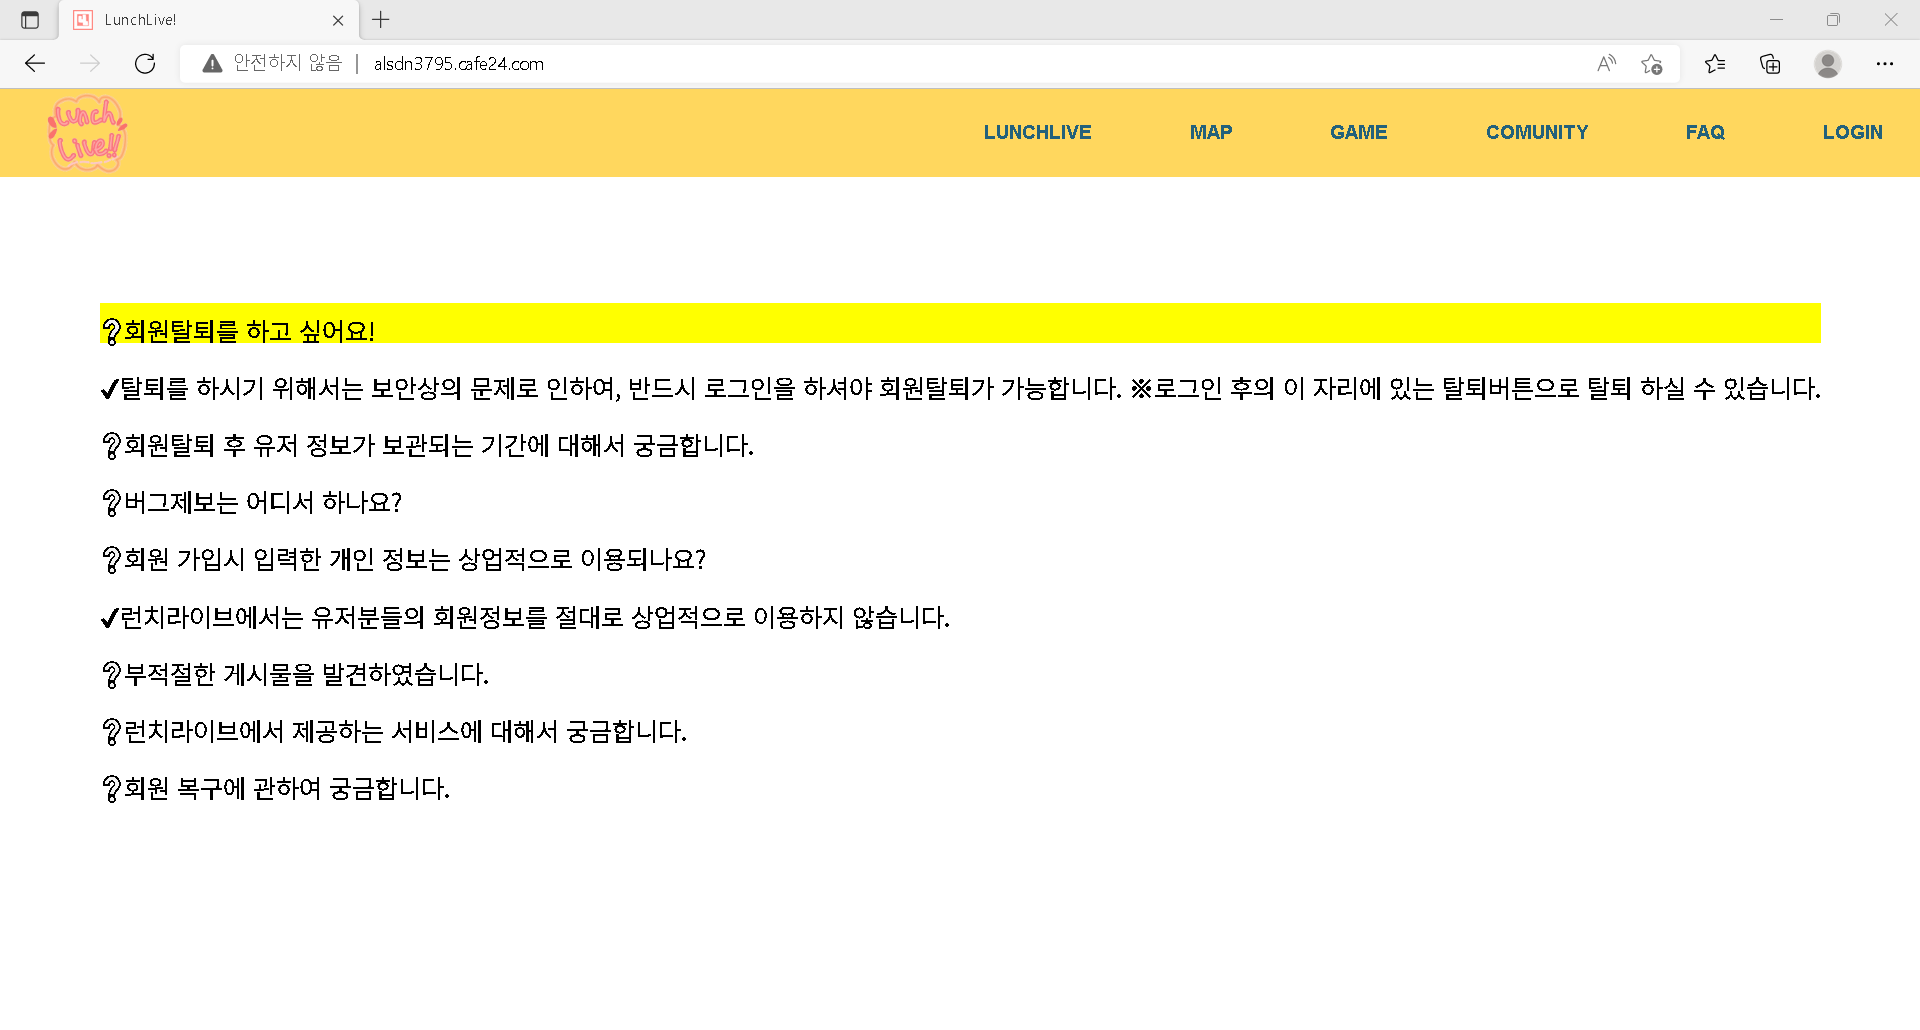 LunchLive!
안전하지 않음 | alsdn3795.cafe24.com
Lunch
Live!!
LUNCHLIVE MAP GAME COMUNITY FAQ LOGIN
❔회원탈퇴를 하고 싶어요!
✔탈퇴를 하시기 위해서는 보안상의 문제로 인하여, 반드시 로그인을 하셔야 회원탈퇴가 가능합니다. ※로그인 후의 이 자리에 있는 탈퇴버튼으로 탈퇴 하실 수 있습니다.
❔회원탈퇴 후 유저 정보가 보관되는 기간에 대해서 궁금합니다.
❔버그제보는 어디서 하나요?
❔회원 가입시 입력한 개인 정보는 상업적으로 이용되나요?
✔런치라이브에서는 유저분들의 회원정보를 절대로 상업적으로 이용하지 않습니다.
❔부적절한 게시물을 발견하였습니다.
❔런치라이브에서 제공하는 서비스에 대해서 궁금합니다.
❔회원 복구에 관하여 궁금합니다.